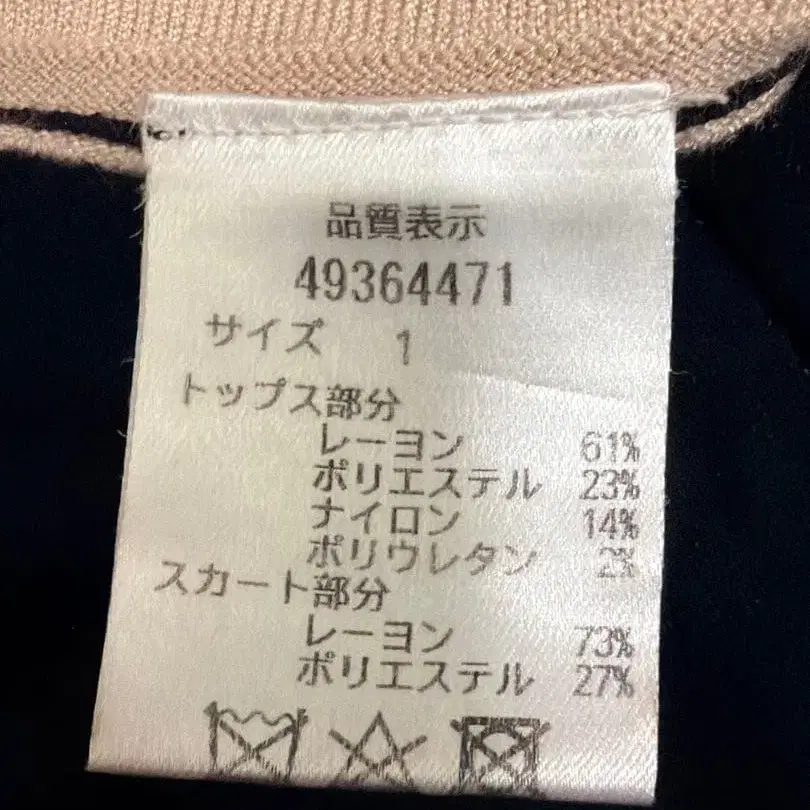 品質表示
49364471
サイズ 1
トップス部分
レーヨン 61%
ポリエステル 23%
ナイロン 14%
ポリウレタン 2%
スカート部分
レーヨン 73%
ポリエステル 27%